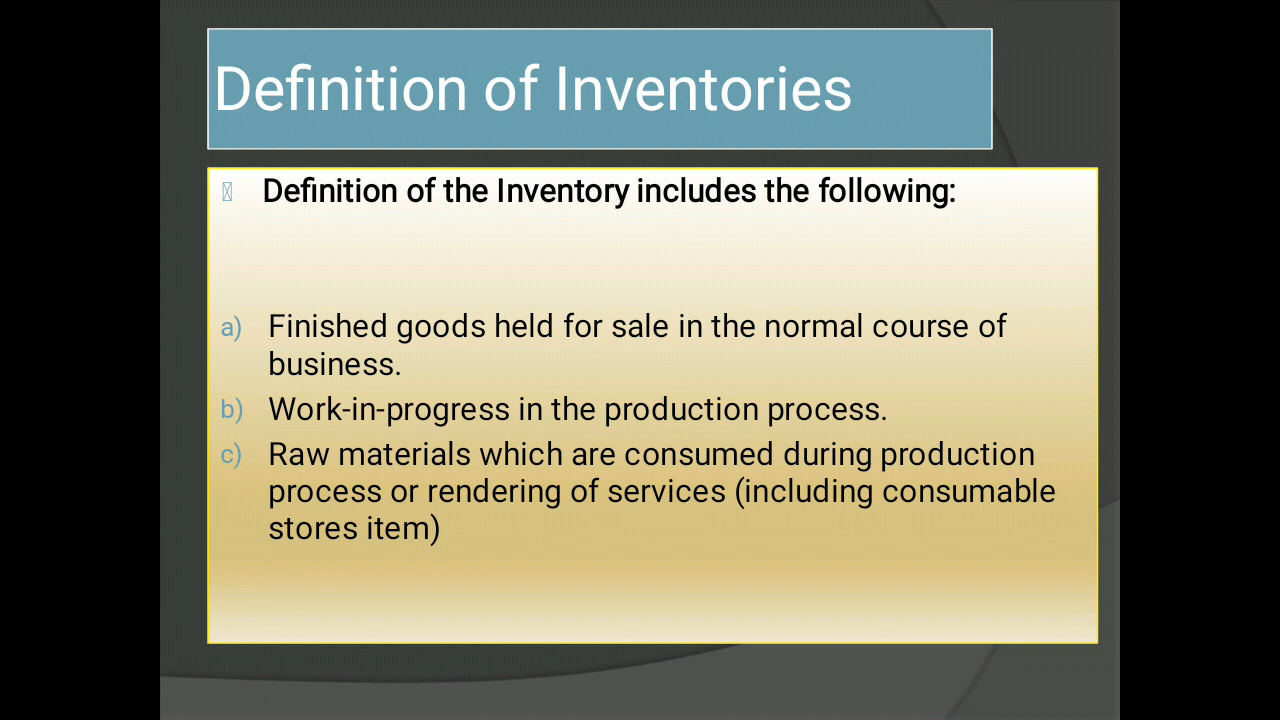 Definition of Inventories
Definition of the Inventory includes the following:
a) Finished goods held for sale in the normal course of
business.
b) Work-in-progress in the production process.
c) Raw materials which are consumed during production
process or rendering of services (including consumable
stores item)